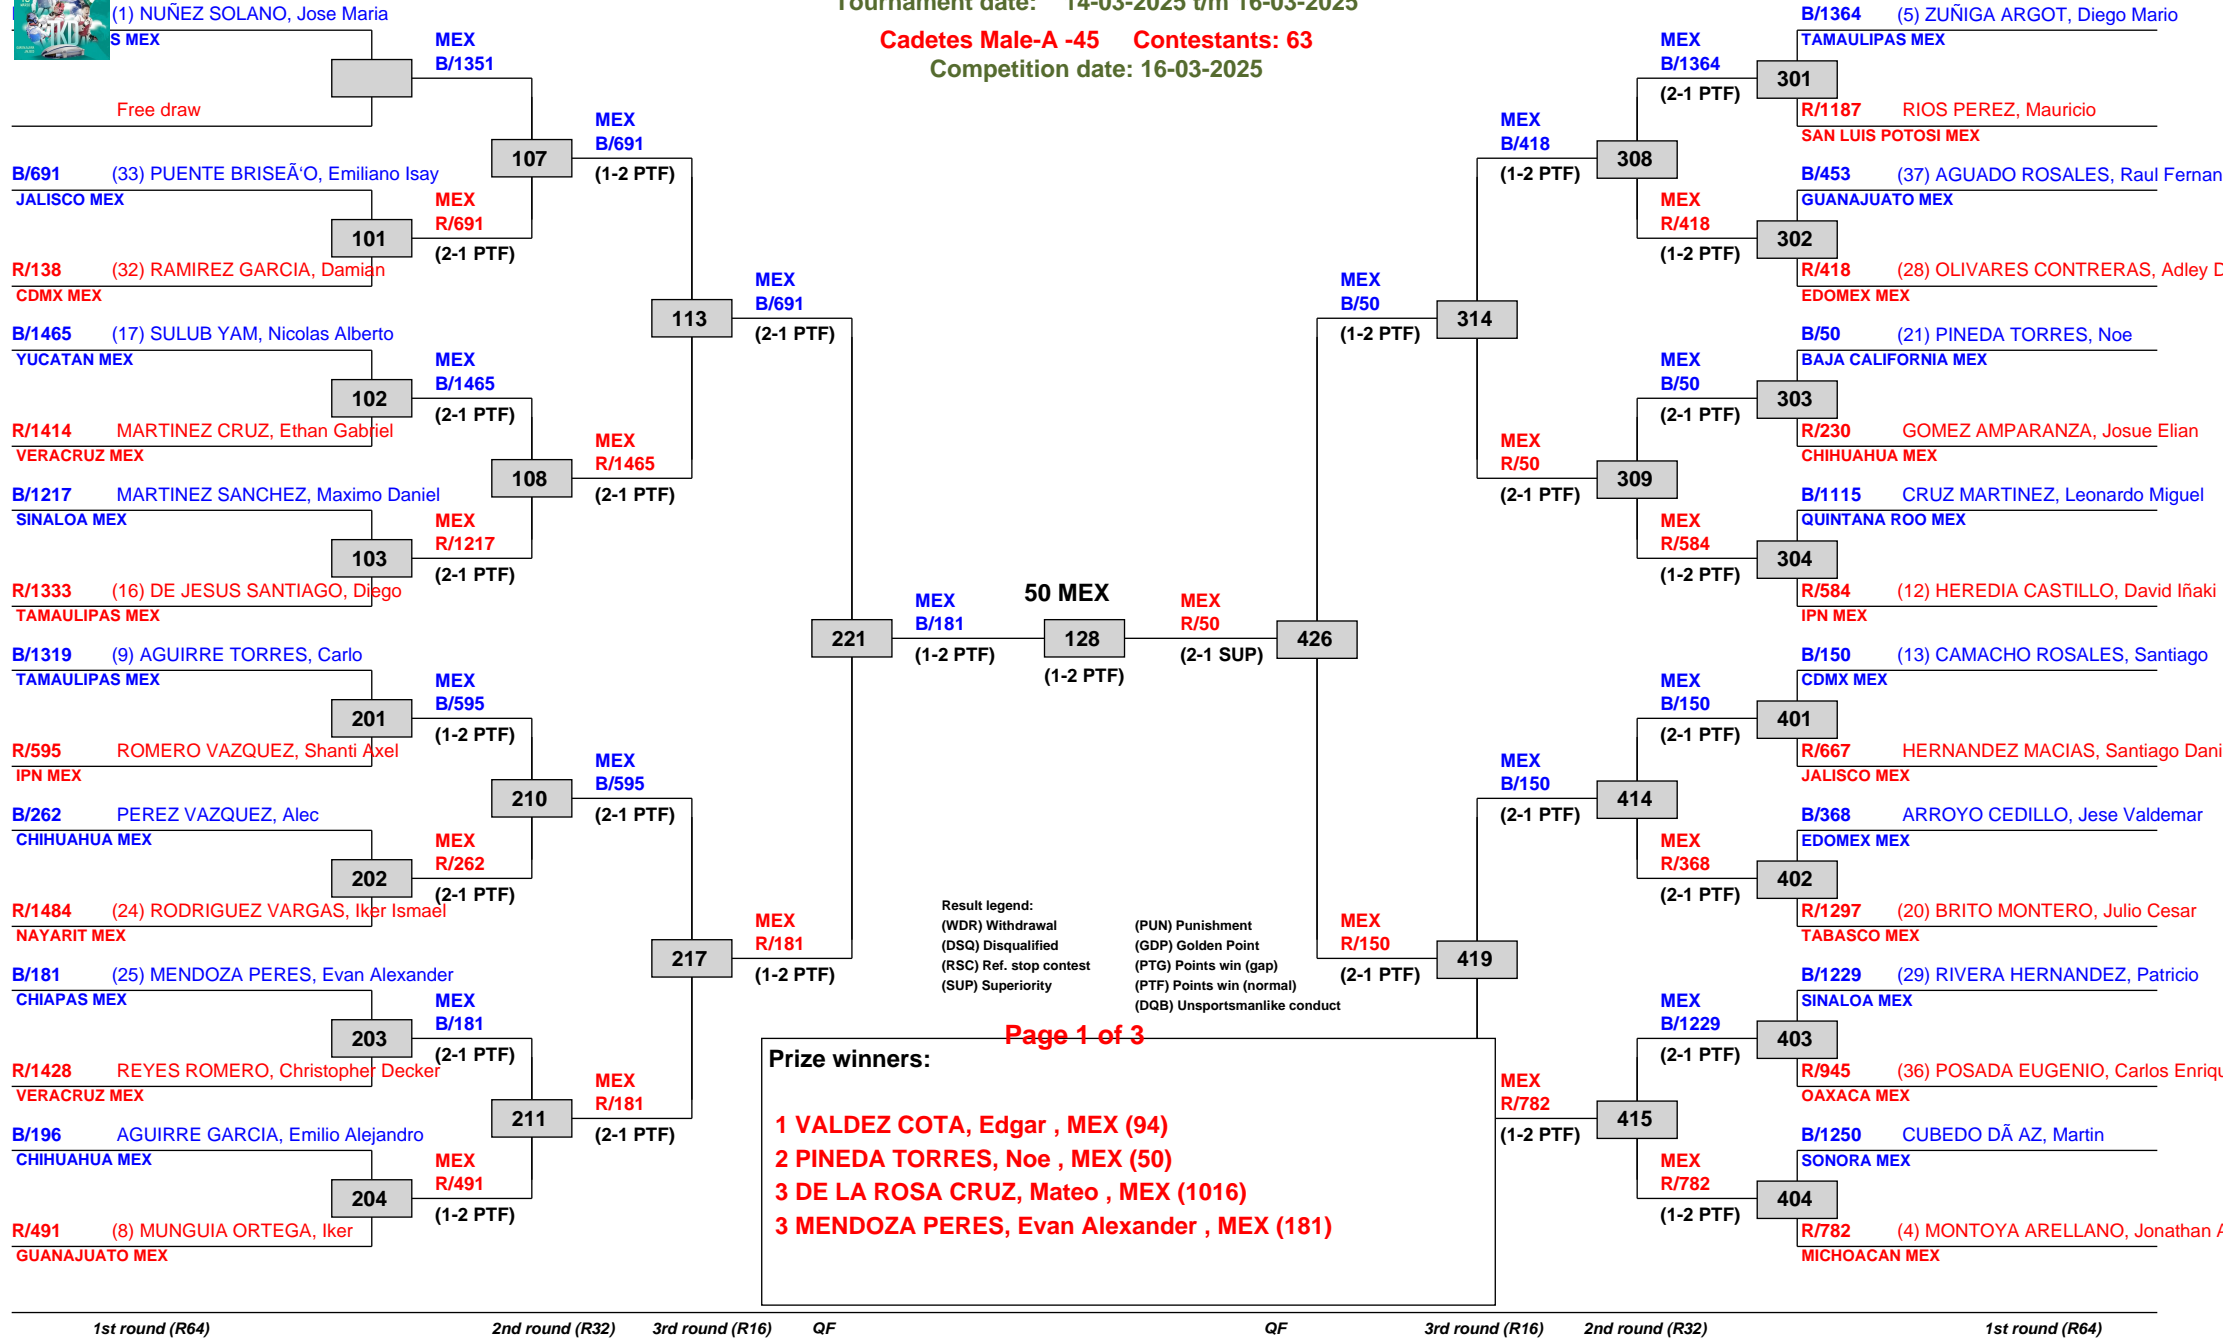 Tournament date: 14-03-2025 t/m 16-03-2025
Cadetes Male-A -45 Contestants: 63
Competition date: 16-03-2025
(1) NUÑEZ SOLANO, Jose Maria
S MEX
Free draw
MEX
B/1351
B/691 (33) PUENTE BRISEÃ‘O, Emiliano Isay
JALISCO MEX
101
MEX
R/691
(2-1 PTF)
R/138 (32) RAMIREZ GARCIA, Damian
CDMX MEX
107
MEX
B/691
(1-2 PTF)
B/1465 (17) SULUB YAM, Nicolas Alberto
YUCATAN MEX
102
MEX
B/1465
(2-1 PTF)
R/1414 MARTINEZ CRUZ, Ethan Gabriel
VERACRUZ MEX
108
MEX
R/1465
(2-1 PTF)
B/1217 MARTINEZ SANCHEZ, Maximo Daniel
SINALOA MEX
103
MEX
R/1217
(2-1 PTF)
R/1333 (16) DE JESUS SANTIAGO, Diego
TAMAULIPAS MEX
113
MEX
B/691
(2-1 PTF)
B/1319 (9) AGUIRRE TORRES, Carlo
TAMAULIPAS MEX
201
MEX
B/595
(1-2 PTF)
R/595 ROMERO VAZQUEZ, Shanti Axel
IPN MEX
210
MEX
B/595
(2-1 PTF)
B/262 PEREZ VAZQUEZ, Alec
CHIHUAHUA MEX
202
MEX
R/262
(2-1 PTF)
R/1484 (24) RODRIGUEZ VARGAS, Iker Ismael
NAYARIT MEX
217
MEX
R/181
(1-2 PTF)
B/181 (25) MENDOZA PERES, Evan Alexander
CHIAPAS MEX
203
MEX
B/181
(2-1 PTF)
R/1428 REYES ROMERO, Christopher Decker
VERACRUZ MEX
211
MEX
R/181
(2-1 PTF)
B/196 AGUIRRE GARCIA, Emilio Alejandro
CHIHUAHUA MEX
204
MEX
R/491
(1-2 PTF)
R/491 (8) MUNGUIA ORTEGA, Iker
GUANAJUATO MEX
221
MEX
B/181
(1-2 PTF)
50 MEX
128
(1-2 PTF)
MEX
R/50
(2-1 SUP)
426
B/1364 (5) ZUÑIGA ARGOT, Diego Mario
TAMAULIPAS MEX
MEX
B/1364
(2-1 PTF)
301
R/1187 RIOS PEREZ, Mauricio
SAN LUIS POTOSI MEX
MEX
B/418
(1-2 PTF)
308
B/453 (37) AGUADO ROSALES, Raul Fernan
GUANAJUATO MEX
MEX
R/418
(1-2 PTF)
302
R/418 (28) OLIVARES CONTRERAS, Adley D
EDOMEX MEX
MEX
B/50
(1-2 PTF)
314
B/50 (21) PINEDA TORRES, Noe
BAJA CALIFORNIA MEX
MEX
B/50
(2-1 PTF)
303
R/230 GOMEZ AMPARANZA, Josue Elian
CHIHUAHUA MEX
MEX
R/50
(2-1 PTF)
309
B/1115 CRUZ MARTINEZ, Leonardo Miguel
QUINTANA ROO MEX
MEX
R/584
(1-2 PTF)
304
R/584 (12) HEREDIA CASTILLO, David Iñaki
IPN MEX
B/150 (13) CAMACHO ROSALES, Santiago
CDMX MEX
MEX
B/150
(2-1 PTF)
401
R/667 HERNANDEZ MACIAS, Santiago Dani
JALISCO MEX
MEX
B/150
(2-1 PTF)
414
B/368 ARROYO CEDILLO, Jese Valdemar
EDOMEX MEX
MEX
R/368
(2-1 PTF)
402
R/1297 (20) BRITO MONTERO, Julio Cesar
TABASCO MEX
MEX
R/150
(2-1 PTF)
419
B/1229 (29) RIVERA HERNANDEZ, Patricio
SINALOA MEX
MEX
B/1229
(2-1 PTF)
403
R/945 (36) POSADA EUGENIO, Carlos Enriqu
OAXACA MEX
MEX
R/782
(1-2 PTF)
415
B/1250 CUBEDO DÃ AZ, Martin
SONORA MEX
MEX
R/782
(1-2 PTF)
404
R/782 (4) MONTOYA ARELLANO, Jonathan A
MICHOACAN MEX
Result legend:
(WDR) Withdrawal (PUN) Punishment
(DSQ) Disqualified (GDP) Golden Point
(RSC) Ref. stop contest (PTG) Points win (gap)
(SUP) Superiority (PTF) Points win (normal)
(DQB) Unsportsmanlike conduct
Page 1 of 3
Prize winners:
1 VALDEZ COTA, Edgar , MEX (94)
2 PINEDA TORRES, Noe , MEX (50)
3 DE LA ROSA CRUZ, Mateo , MEX (1016)
3 MENDOZA PERES, Evan Alexander , MEX (181)
1st round (R64) 2nd round (R32) 3rd round (R16) QF QF 3rd round (R16) 2nd round (R32) 1st round (R64)